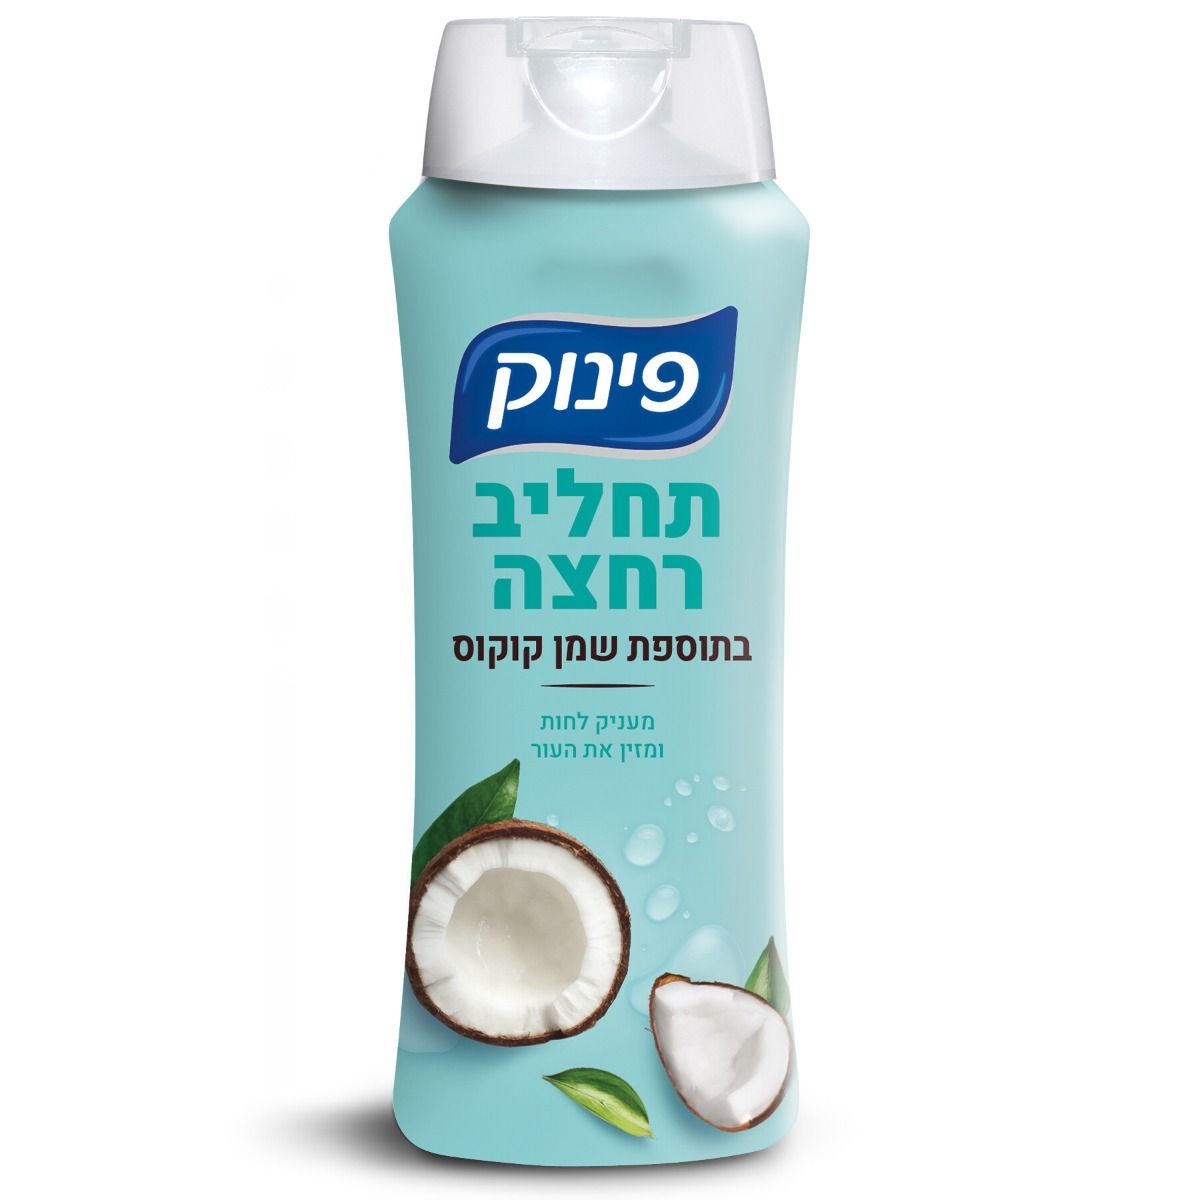 פינוק
תחליב
רחצה
בתוספת שמן קוקוס
מעניק לחות
ומזין את העור